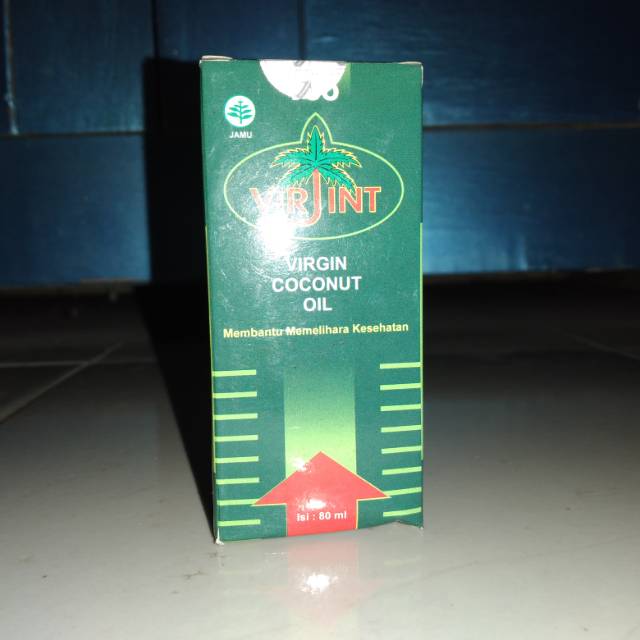 JAMU
VIRJINT
VIRGIN
COCONUT
OIL
Membantu Memelihara Kesehatan
Isi : 80 ml